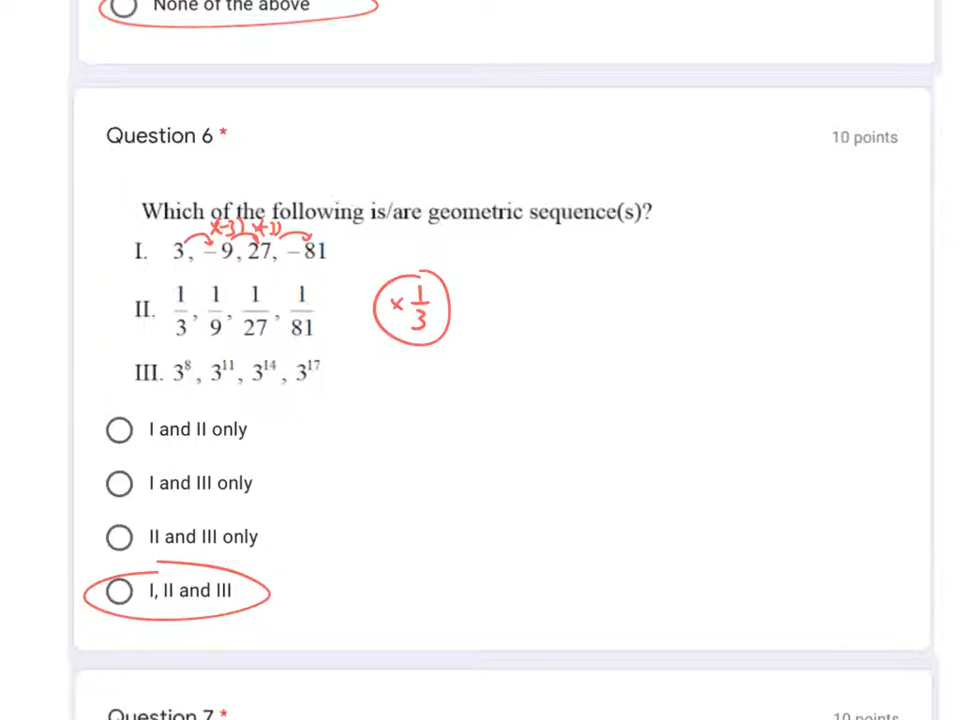 None of the above
Question 6 *
10 points
Which of the following is/are geometric sequence(s)?
×(-3) ×(-3)
I. 3, −9, 27, −81
II. 1/3, 1/9, 1/27, 1/81
× 1/3
III. 3⁸, 3¹¹, 3¹⁴, 3¹⁷
I and II only
I and III only
II and III only
I, II and III
Question 7 *
10 points